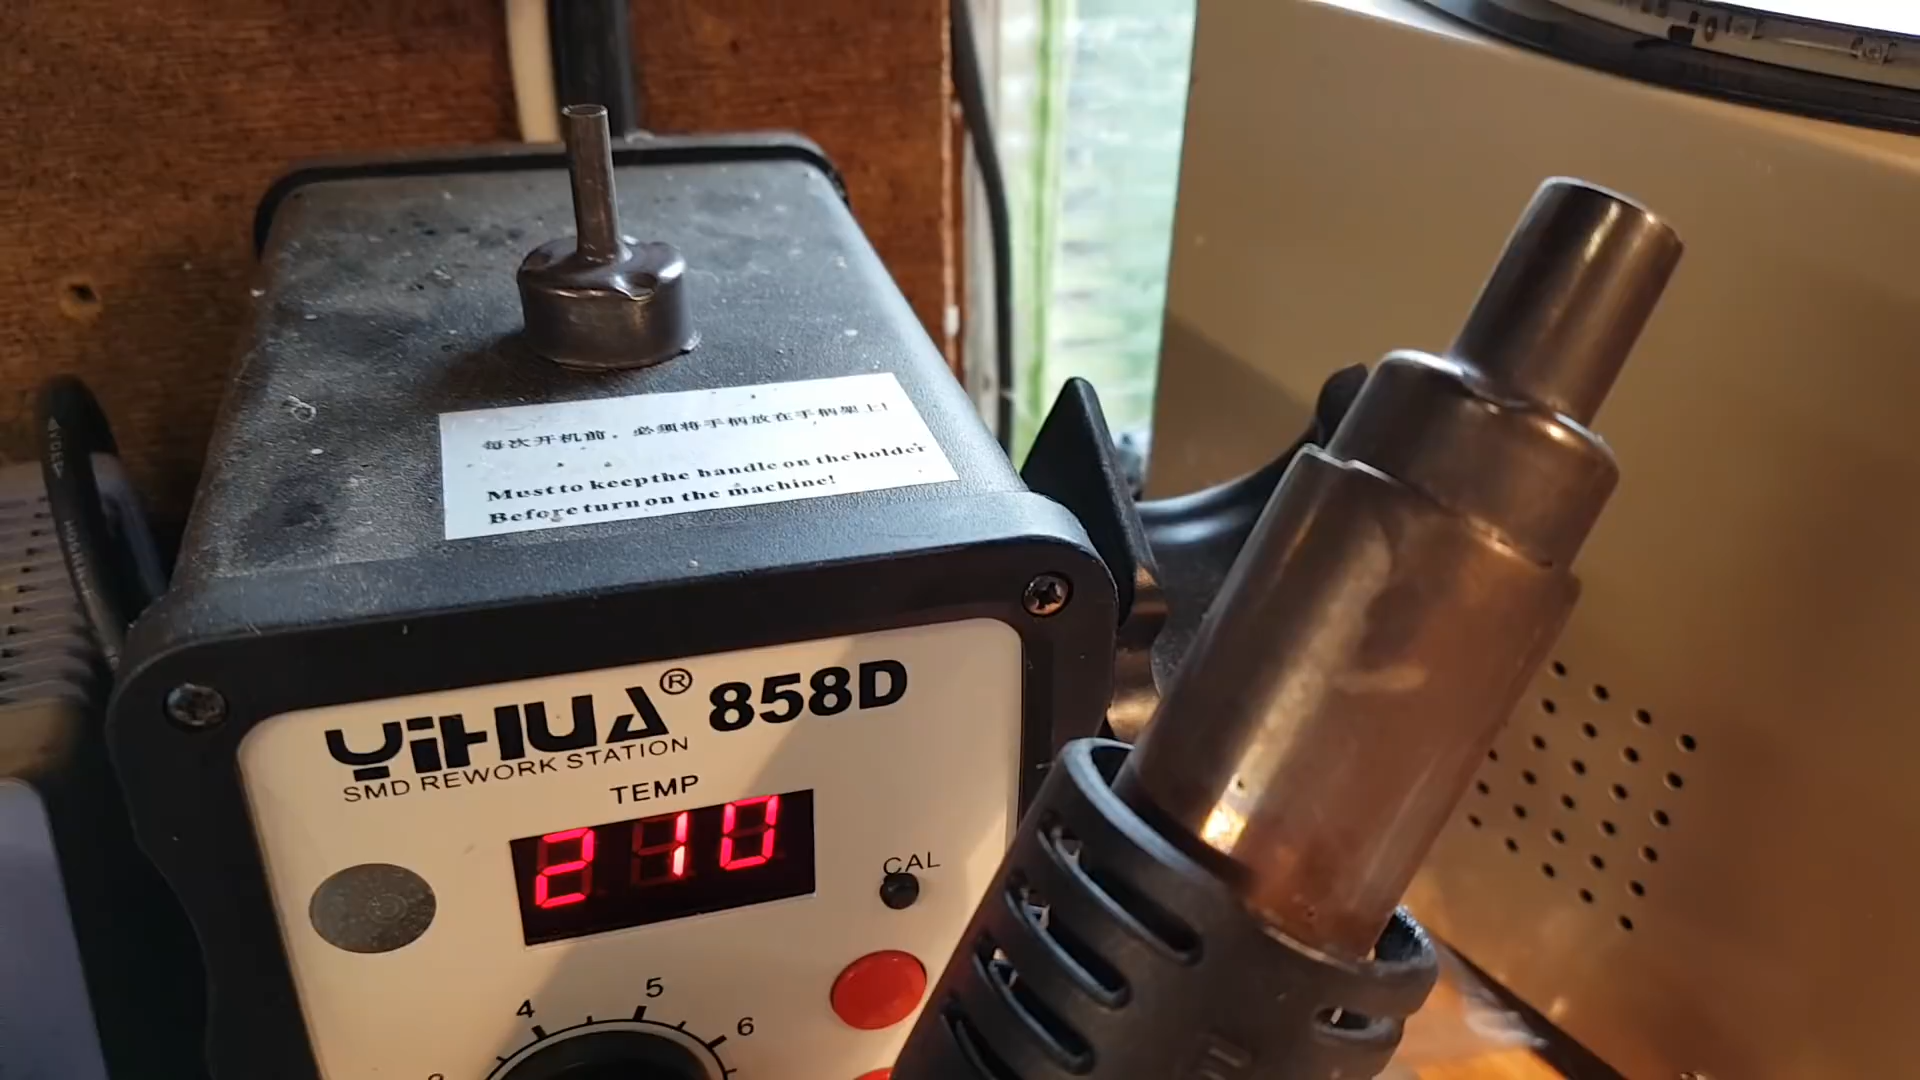 每次开机前，必须将手柄放在手柄架上！
Must to keep the handle on the holder
Before turn on the machine!
YiHUA® 858D
SMD REWORK STATION
TEMP
210
CAL
4
5
6